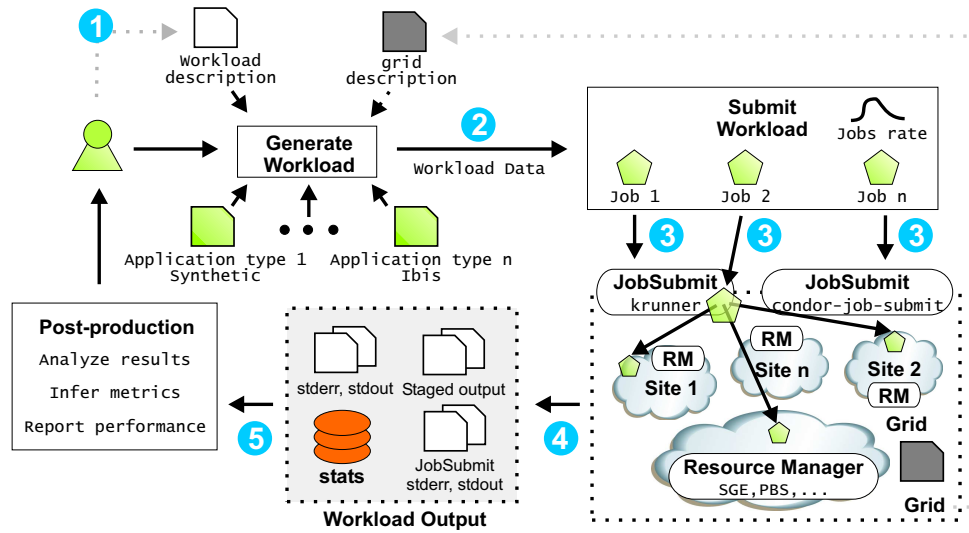 1
Workload
description
grid
description
Generate
Workload
2
Workload Data
Submit
Workload
Jobs rate
Job 1
Job 2
Job n
Application type 1
Synthetic
Application type n
Ibis
3
3
3
JobSubmit
krunner
JobSubmit
condor-job-submit
Post-production
Analyze results
Infer metrics
Report performance
5
stderr, stdout
Staged output
stats
JobSubmit
stderr, stdout
Workload Output
4
RM
Site 1
RM
Site n
Site 2
RM
Grid
Resource Manager
SGE,PBS,...
Grid